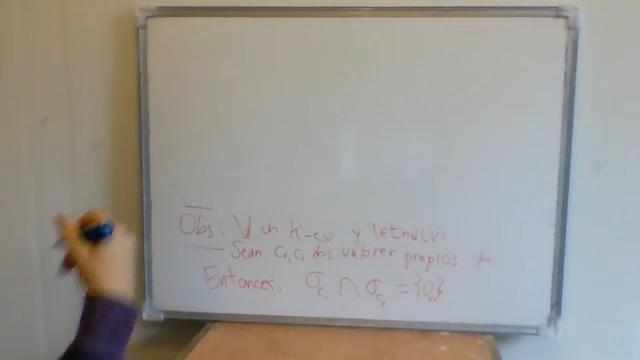 Obs: V un K-e.v y T∈End(V)
Sean c₁, c₂ dos valores propios ≠
Entonces, σ_c₁ ∩ σ_c₂ = {0}